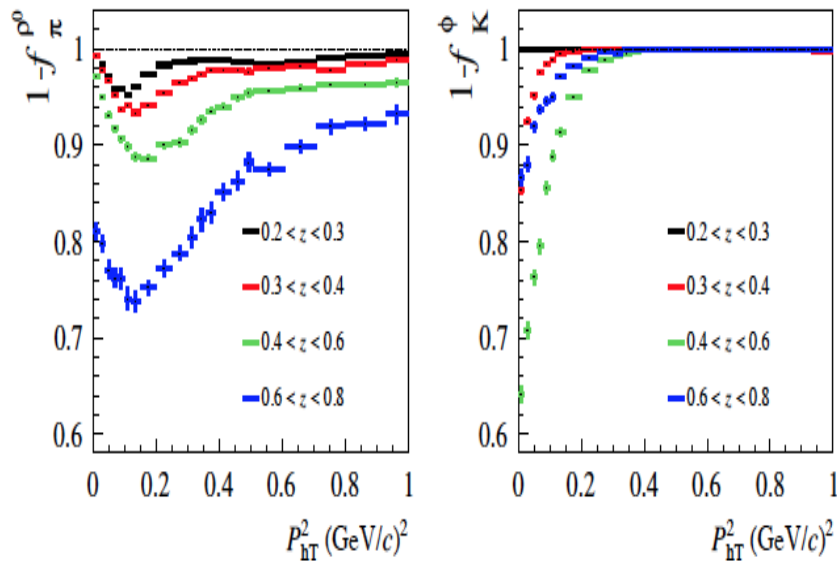 1 -f π ρ⁰
1
0.9
0.8
0.7
0.6
0.2 < z < 0.3
0.3 < z < 0.4
0.4 < z < 0.6
0.6 < z < 0.8
0 0.2 0.4 0.6 0.8 1
P²hT (GeV/c)²
1 -f K ϕ
1
0.9
0.8
0.7
0.6
0.2 < z < 0.3
0.3 < z < 0.4
0.4 < z < 0.6
0.6 < z < 0.8
0 0.2 0.4 0.6 0.8 1
P²hT (GeV/c)²